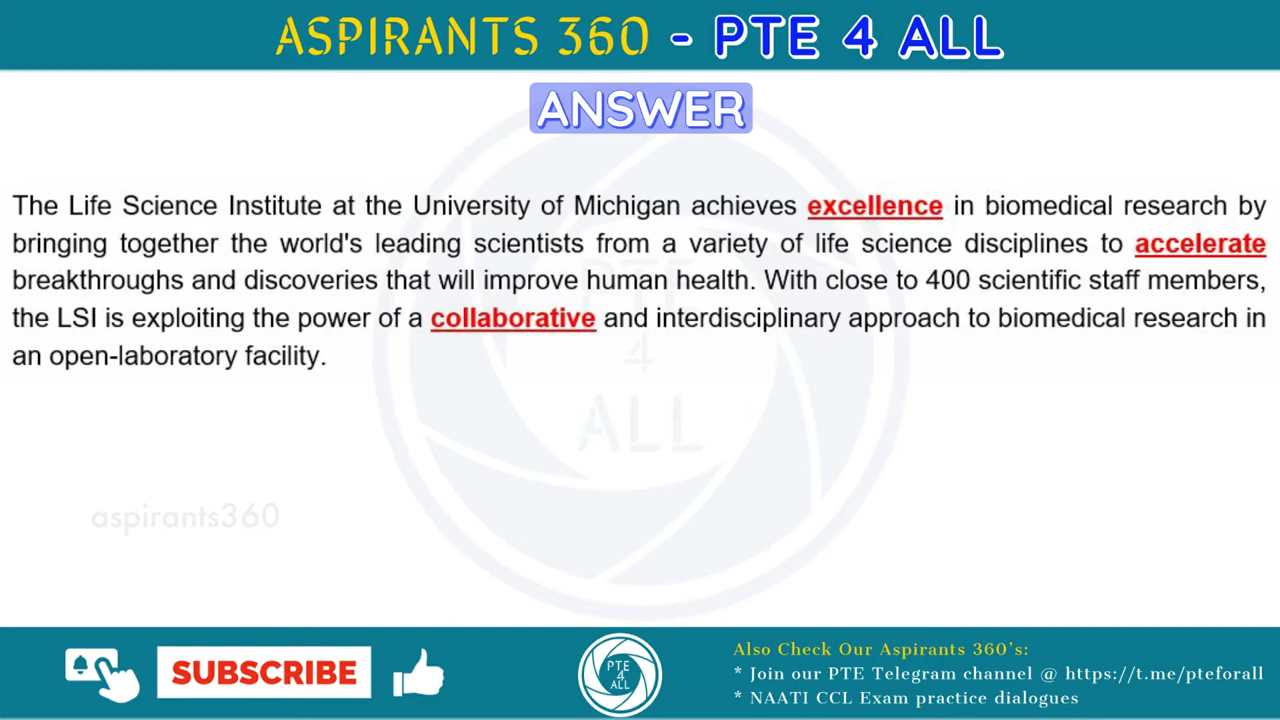 ASPIRANTS 360 - PTE 4 ALL
ANSWER
The Life Science Institute at the University of Michigan achieves excellence in biomedical research by
bringing together the world's leading scientists from a variety of life science disciplines to accelerate
breakthroughs and discoveries that will improve human health. With close to 400 scientific staff members,
the LSI is exploiting the power of a collaborative and interdisciplinary approach to biomedical research in
an open-laboratory facility.
PTE
4
ALL
aspirants360
SUBSCRIBE
PTE
4
ALL
Also Check Our Aspirants 360's:
* Join our PTE Telegram channel @ https://t.me/pteforall
* NAATI CCL Exam practice dialogues